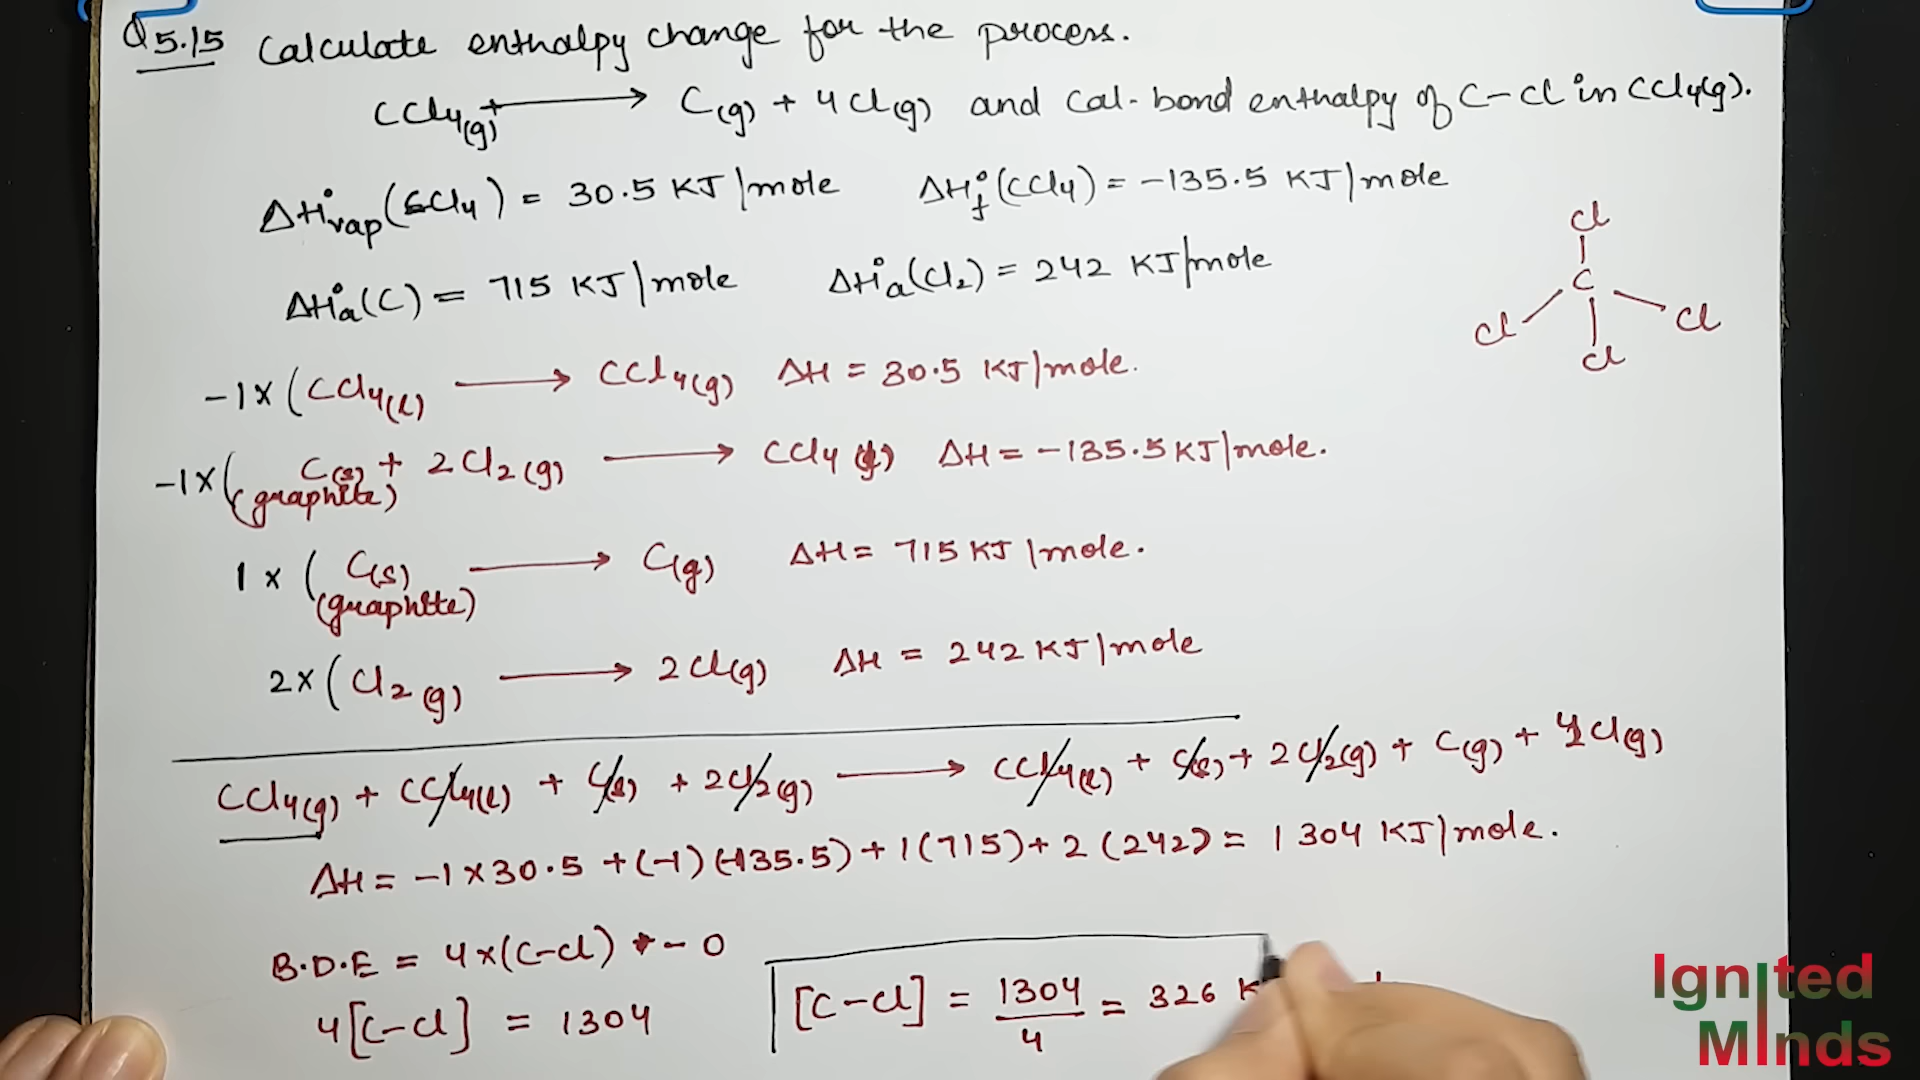 Q5.15 Calculate enthalpy change for the process.
CCl4(g) ⟶ C(g) + 4Cl(g) and Cal- bond enthalpy of C-Cl in CCl4(g).
ΔH°vap(CCl4) = 30.5 KJ/mole ΔH°f(CCl4) = -135.5 KJ/mole
ΔH°a(C) = 715 KJ/mole ΔH°a(Cl2) = 242 KJ/mole
Cl
C
Cl Cl
Cl
-1×(CCl4(l) ⟶ CCl4(g) ΔH = 30.5 KJ/mole.
-1×(C(s) + 2Cl2(g) ⟶ CCl4(l) ΔH = -135.5 KJ/mole.
(graphite)
1×(C(s) ⟶ C(g) ΔH = 715 KJ/mole.
(graphite)
2×(Cl2(g) ⟶ 2Cl(g) ΔH = 242 KJ/mole
CCl4(g) + CCl4(l) + C(s) + 2Cl2(g) ⟶ CCl4(l) + C(s) + 2Cl2(g) + C(g) + 4Cl(g)
ΔH = -1×30.5 + (-1)(-135.5) + 1(715) + 2(242) = 1304 KJ/mole.
B.D.E = 4×(C-Cl) - 0
4[C-Cl] = 1304
[C-Cl] = 1304/4 = 326 K
Ignited
Minds